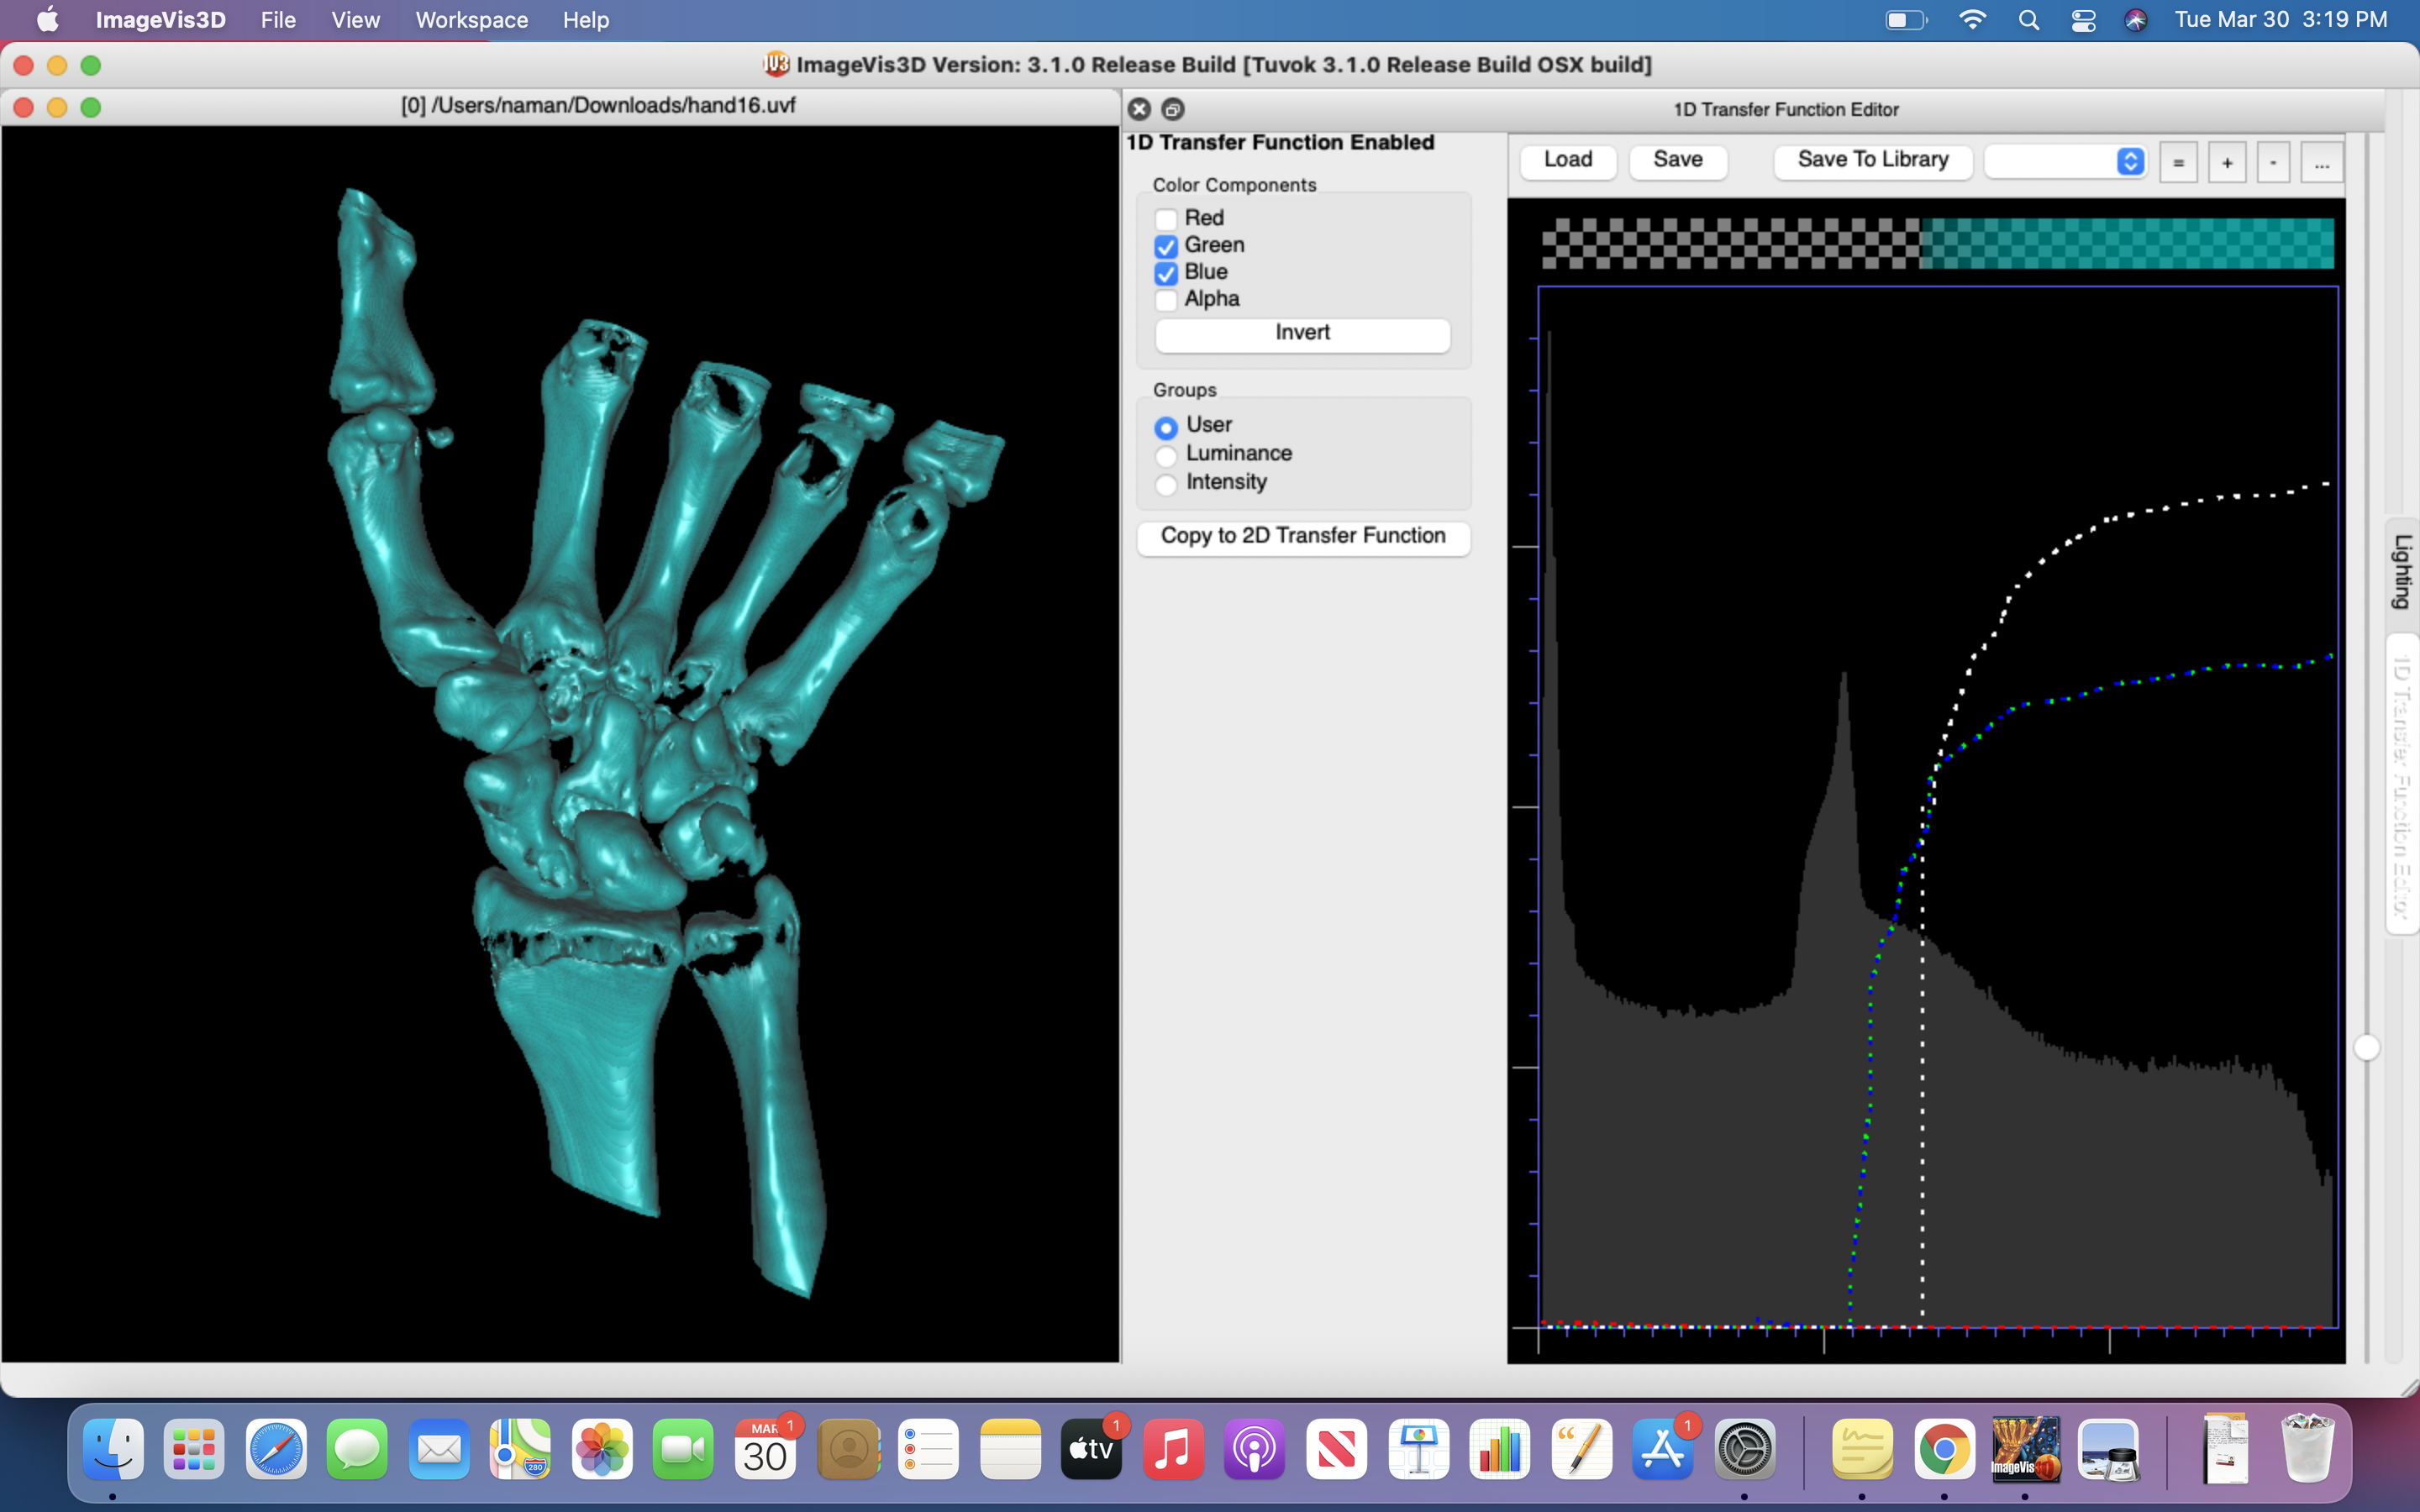 ImageVis3D File View Workspace Help Tue Mar 30 3:19 PM
IV3 ImageVis3D Version: 3.1.0 Release Build [Tuvok 3.1.0 Release Build OSX build]
[0] /Users/naman/Downloads/hand16.uvf
1D Transfer Function Editor
1D Transfer Function Enabled
Load Save Save To Library = + - ...
Color Components
Red
Green
Blue
Alpha
Invert
Groups
User
Luminance
Intensity
Copy to 2D Transfer Function
Lighting
1D Transfer Function Editor
MAR 1
30
280
tv 1
1
ImageVis3D